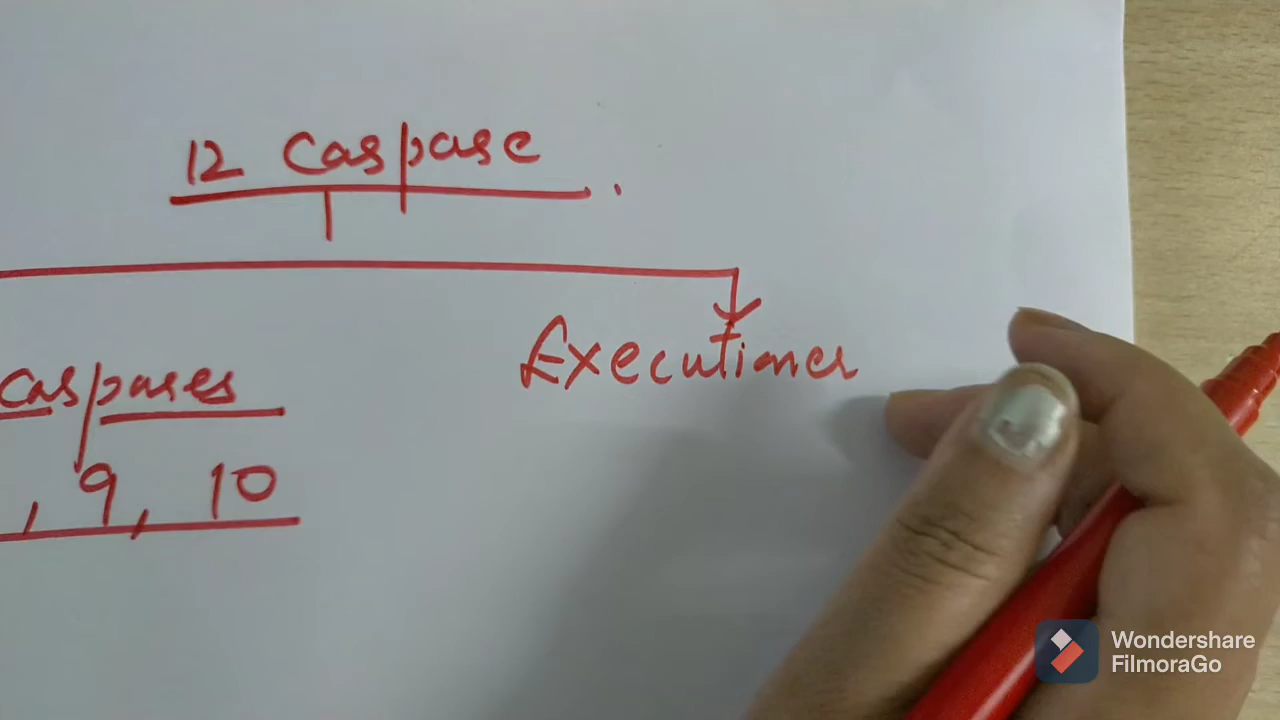 12 Caspase
Executioner
Caspases
, 9, 10
Wondershare
FilmoraGo